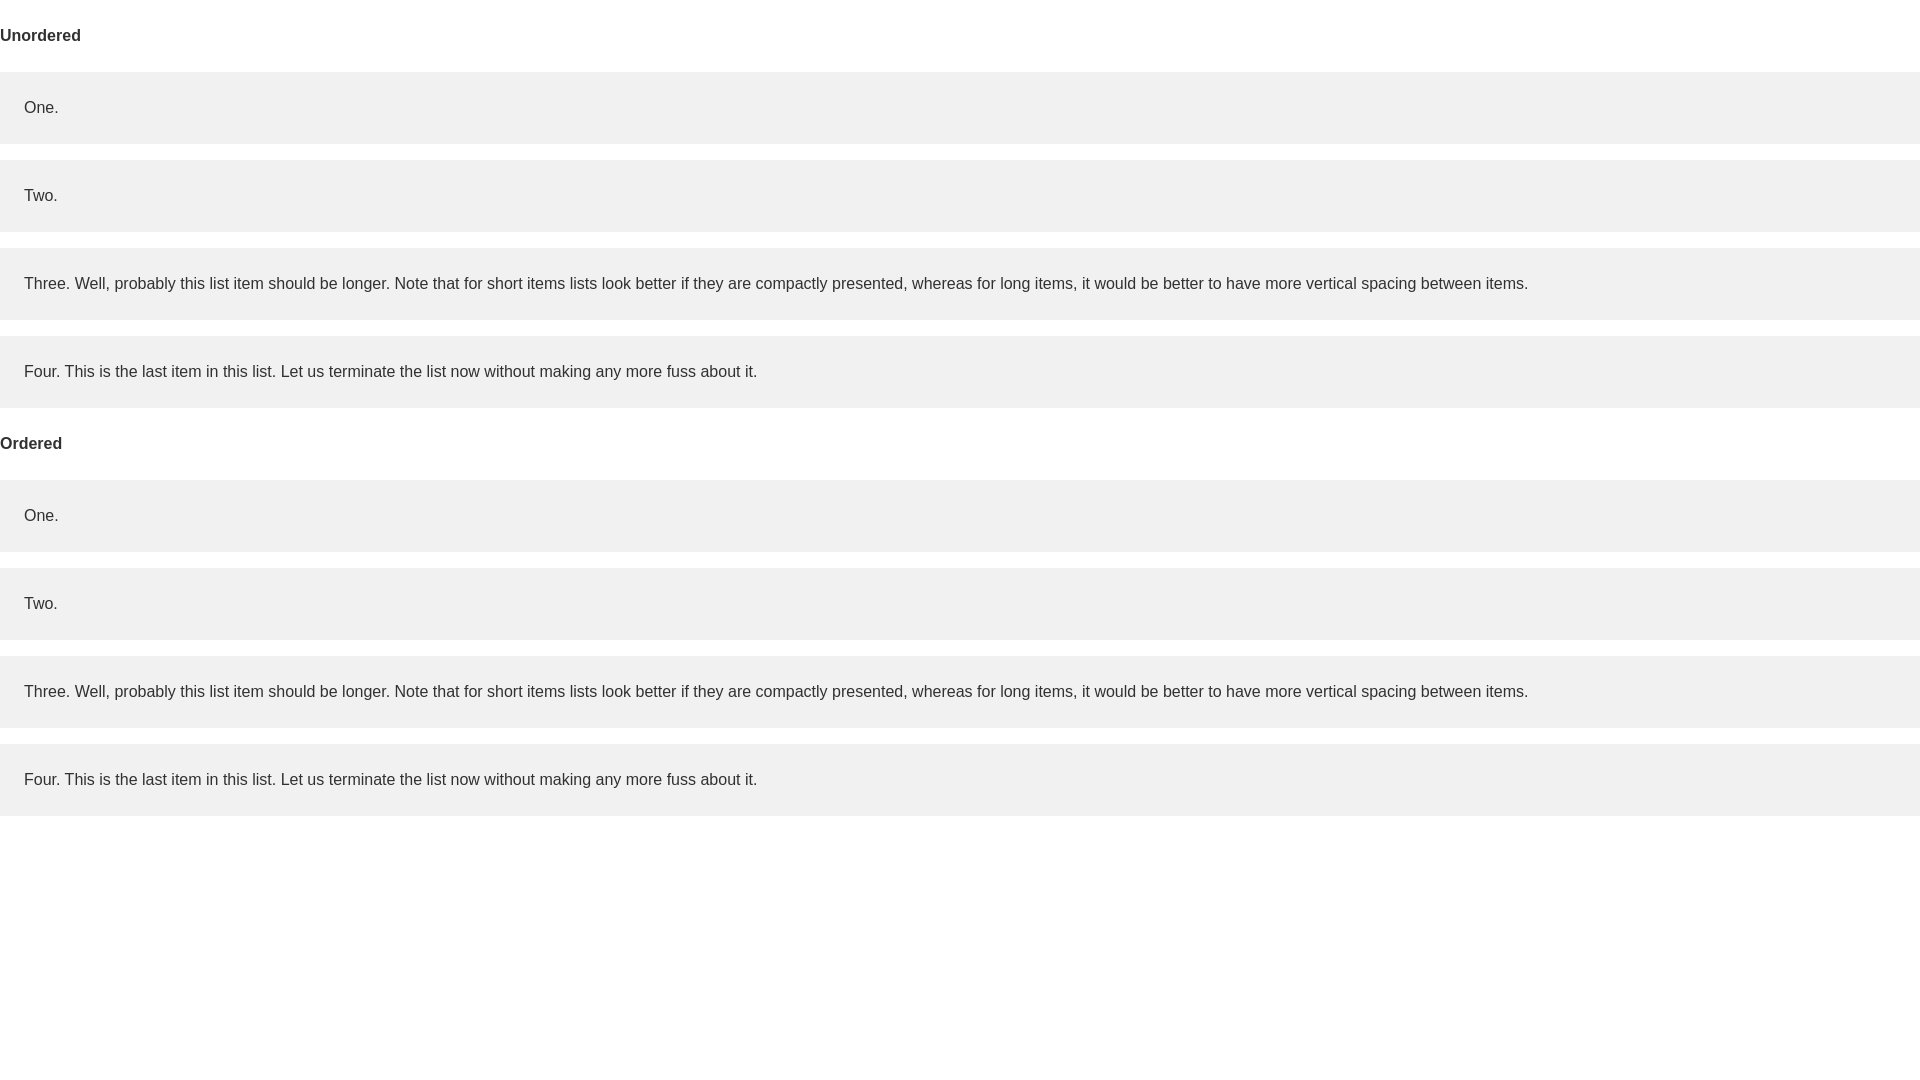 Unordered
One.
Two.
Three. Well, probably this list item should be longer. Note that for short items lists look better if they are compactly presented, whereas for long items, it would be better to have more vertical spacing between items.
Four. This is the last item in this list. Let us terminate the list now without making any more fuss about it.
Ordered
One.
Two.
Three. Well, probably this list item should be longer. Note that for short items lists look better if they are compactly presented, whereas for long items, it would be better to have more vertical spacing between items.
Four. This is the last item in this list. Let us terminate the list now without making any more fuss about it.